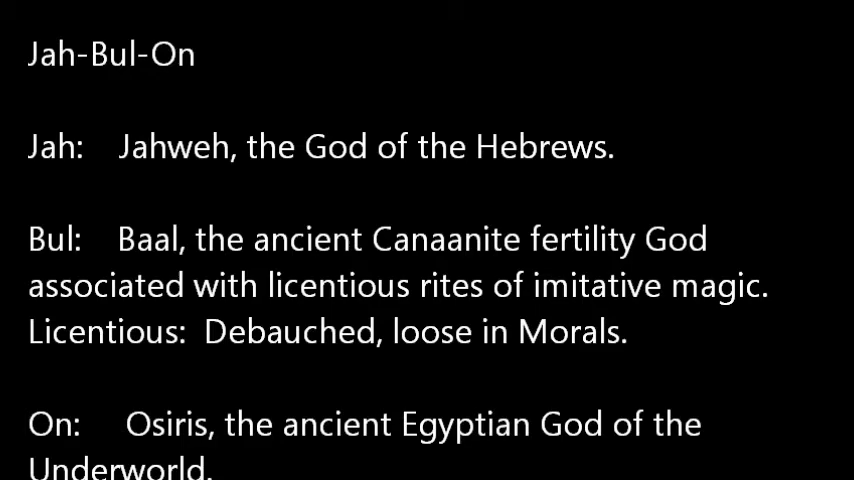 Jah-Bul-On
Jah: Jahweh, the God of the Hebrews.
Bul: Baal, the ancient Canaanite fertility God
associated with licentious rites of imitative magic.
Licentious: Debauched, loose in Morals.
On: Osiris, the ancient Egyptian God of the
Underworld.